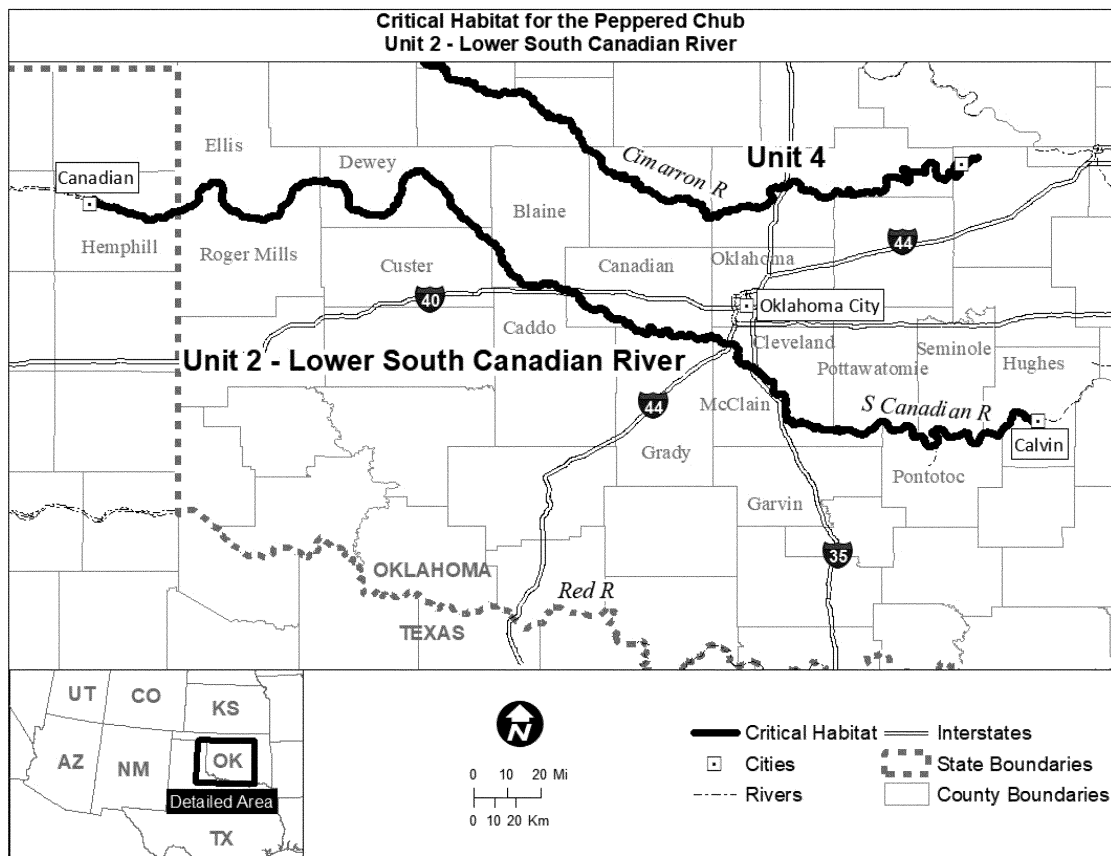 Critical Habitat for the Peppered Chub
Unit 2 - Lower South Canadian River
Ellis
Dewey
Cimarron R
Unit 4
Canadian
Blaine
Hemphill
Roger Mills
Custer
Canadian
Oklahoma
44
40
Oklahoma City
Caddo
Cleveland
Seminole
Unit 2 - Lower South Canadian River
Pottawatomie
Hughes
44
McClain
S Canadian R
Calvin
Grady
Pontotoc
Garvin
35
OKLAHOMA
Red R
TEXAS
UT
CO
KS
AZ
NM
OK
Detailed Area
TX
N
0 10 20 Mi
0 10 20 Km
Critical Habitat
Cities
Rivers
Interstates
State Boundaries
County Boundaries